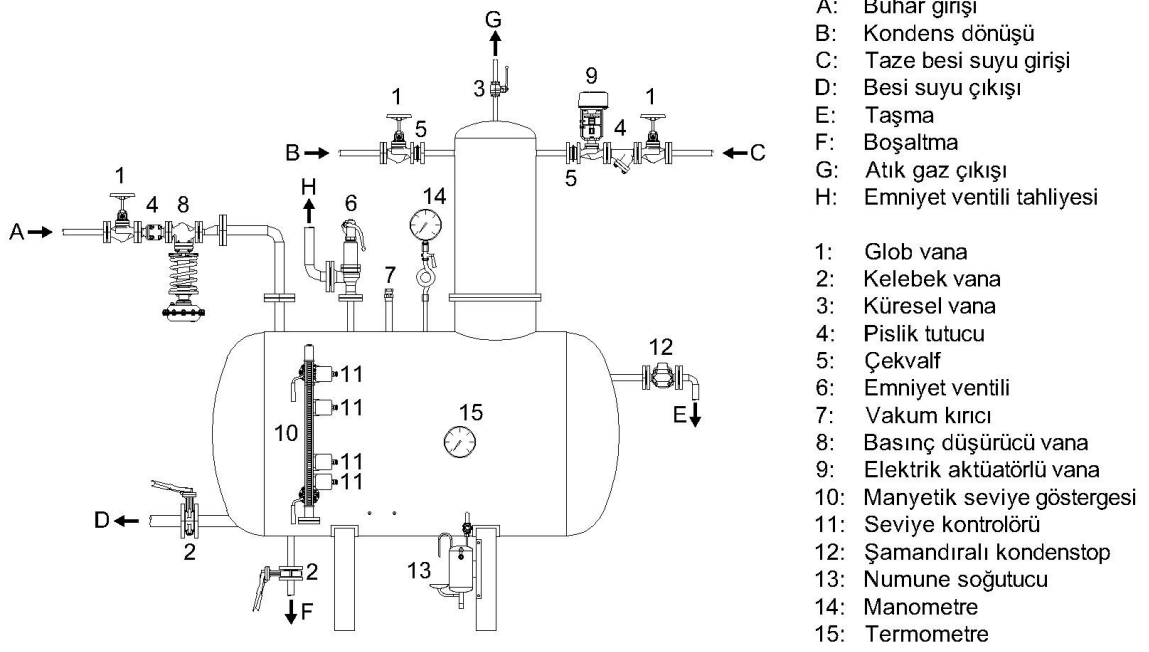 A: Buhar girişi
B: Kondens dönüşü
C: Taze besi suyu girişi
D: Besi suyu çıkışı
E: Taşma
F: Boşaltma
G: Atık gaz çıkışı
H: Emniyet ventili tahliyesi
1: Glob vana
2: Kelebek vana
3: Küresel vana
4: Pislik tutucu
5: Çekvalf
6: Emniyet ventili
7: Vakum kırıcı
8: Basınç düşürücü vana
9: Elektrik aktüatörlü vana
10: Manyetik seviye göstergesi
11: Seviye kontrolörü
12: Şamandıralı kondenstop
13: Numune soğutucu
14: Manometre
15: Termometre
G
3
9
1
5
4
1
B
C
5
H
1
4
8
6
14
A
7
12
11
11
15
E
10
11
11
D
2
2
13
F